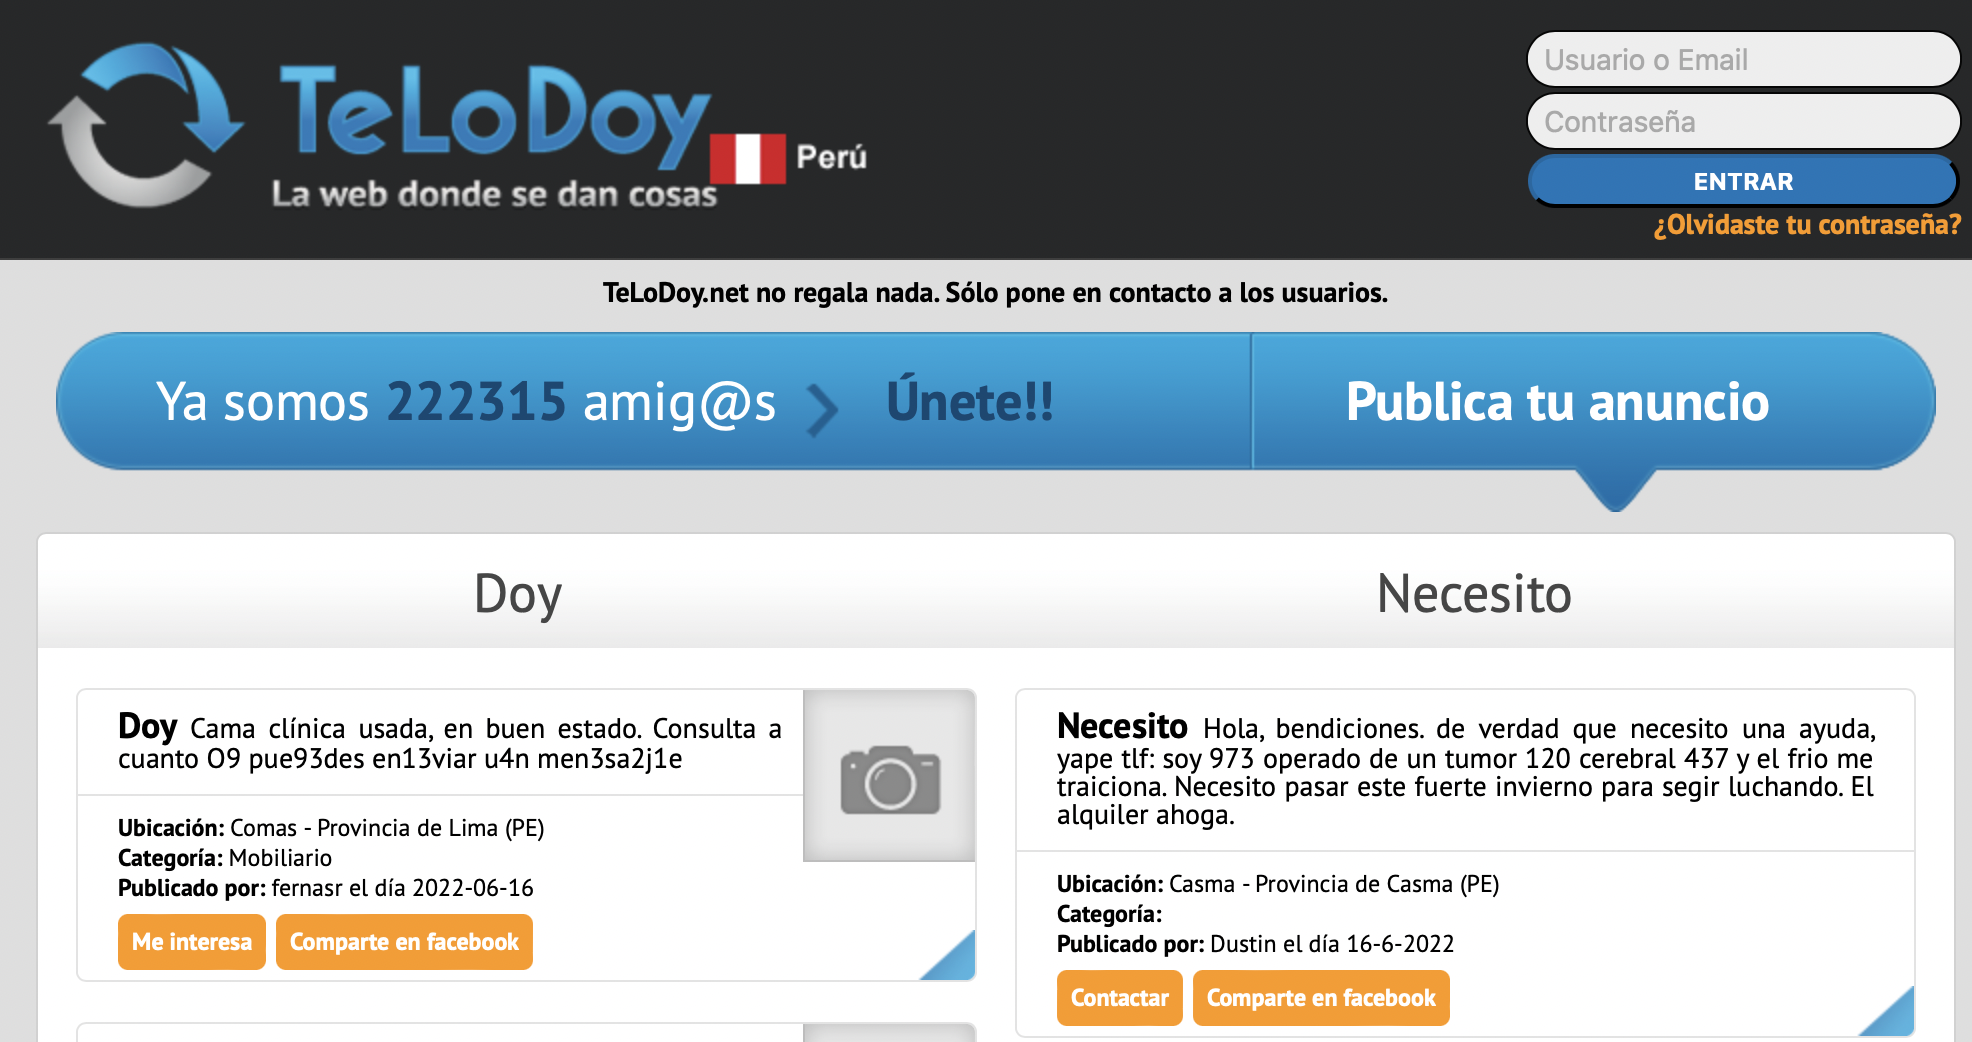 TeLoDoy
Perú
La web donde se dan cosas
Usuario o Email
Contraseña
ENTRAR
¿Olvidaste tu contraseña?
TeLoDoy.net no regala nada. Sólo pone en contacto a los usuarios.
Ya somos 222315 amig@s
Únete!!
Publica tu anuncio
Doy
Necesito
Doy Cama clínica usada, en buen estado. Consulta a
cuanto O9 pue93des en13viar u4n men3sa2j1e
Ubicación: Comas - Provincia de Lima (PE)
Categoría: Mobiliario
Publicado por: fernasr el día 2022-06-16
Me interesa
Comparte en facebook
Necesito Hola, bendiciones. de verdad que necesito una ayuda,
yape tlf: soy 973 operado de un tumor 120 cerebral 437 y el frio me
traiciona. Necesito pasar este fuerte invierno para segir luchando. El
alquiler ahoga.
Ubicación: Casma - Provincia de Casma (PE)
Categoría:
Publicado por: Dustin el día 16-6-2022
Contactar
Comparte en facebook